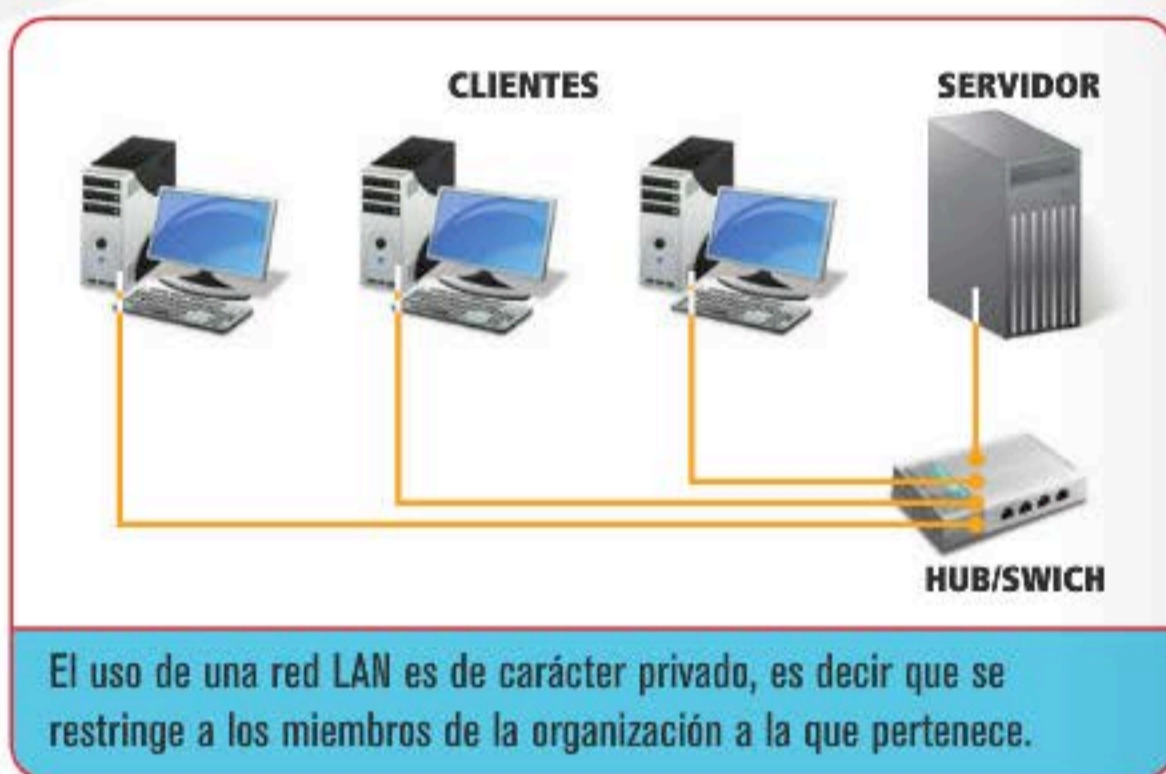 CLIENTES
SERVIDOR
HUB/SWICH
El uso de una red LAN es de carácter privado, es decir que se
restringe a los miembros de la organización a la que pertenece.